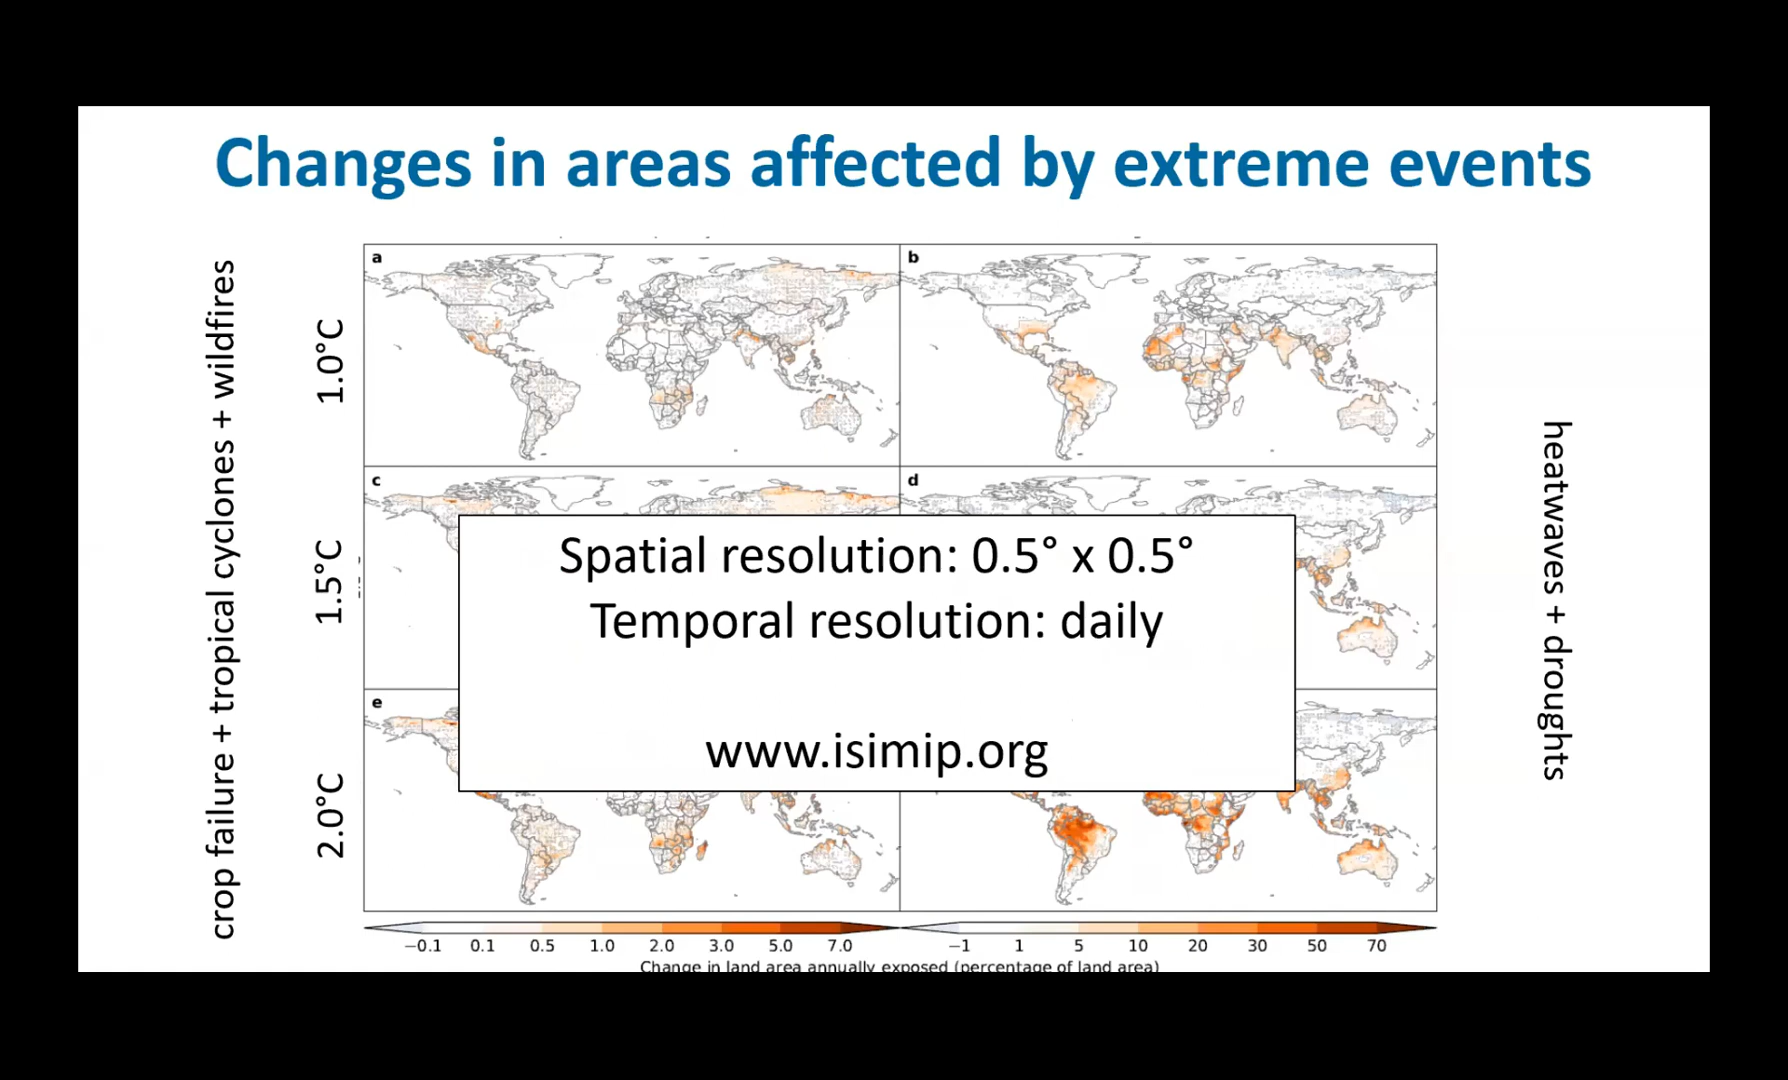 Changes in areas affected by extreme events
crop failure + tropical cyclones + wildfires
1.0°C
1.5°C
2.0°C
a
b
c
d
e
Spatial resolution: 0.5° x 0.5°
Temporal resolution: daily
www.isimip.org
heatwaves + droughts
−0.1 0.1 0.5 1.0 2.0 3.0 5.0 7.0
−1 1 5 10 20 30 50 70
Change in land area annually exposed (percentage of land area)